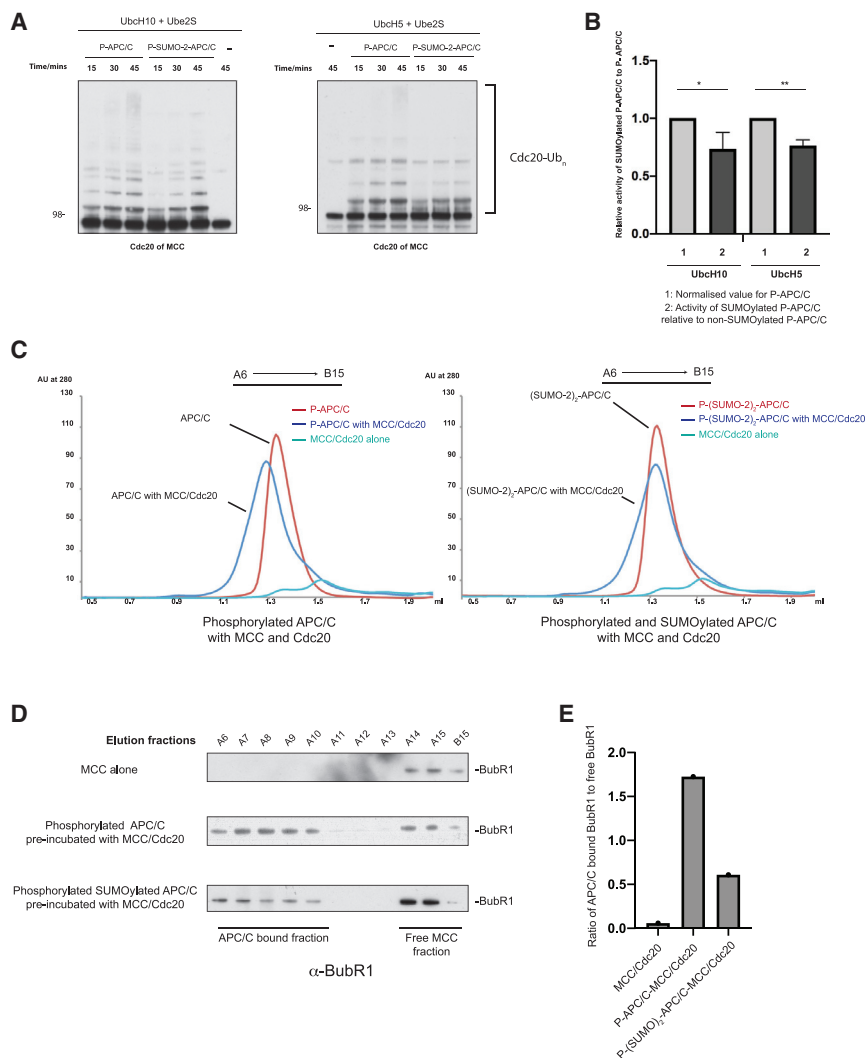 A
UbcH10 + Ube2S
P-APC/C P-SUMO-2-APC/C –
Time/mins 15 30 45 15 30 45 45
98-
Cdc20 of MCC
UbcH5 + Ube2S
– P-APC/C P-SUMO-2-APC/C
Time/mins 45 15 30 45 15 30 45
98-
Cdc20-Ubn
Cdc20 of MCC
B
Relative activity of SUMOylated P-APC/C to P- APC/C
1.5
1.0
0.5
0.0
* **
1 2 1 2
UbcH10 UbcH5
1: Normalised value for P-APC/C
2: Activity of SUMOylated P-APC/C
relative to non-SUMOylated P-APC/C
C
A6 B15
AU at 280
130
110
90
70
50
30
10
APC/C
P-APC/C
P-APC/C with MCC/Cdc20
MCC/Cdc20 alone
APC/C with MCC/Cdc20
0.5 0.7 0.9 1.1 1.3 1.5 1.7 1.9 ml
Phosphorylated APC/C
with MCC and Cdc20
A6 B15
AU at 280
130
110
90
70
50
30
10
(SUMO-2)2-APC/C
P-(SUMO-2)2-APC/C
P-(SUMO-2)2-APC/C with MCC/Cdc20
MCC/Cdc20 alone
(SUMO-2)2-APC/C with MCC/Cdc20
0.5 0.7 0.9 1.1 1.3 1.5 1.7 1.9 ml
Phosphorylated and SUMOylated APC/C
with MCC and Cdc20
D
Elution fractions A6 A7 A8 A9 A10 A11 A12 A13 A14 A15 B15
MCC alone -BubR1
Phosphorylated APC/C
pre-incubated with MCC/Cdc20
-BubR1
Phosphorylated SUMOylated APC/C
pre-incubated with MCC/Cdc20
-BubR1
APC/C bound
fraction
Free MCC
fraction
α-BubR1
E
Ratio of APC/C bound BubR1 to free BubR1
2.0
1.5
1.0
0.5
0.0
MCC/Cdc20
P-APC/C-MCC/Cdc20
P-(SUMO)2-APC/C-MCC/Cdc20